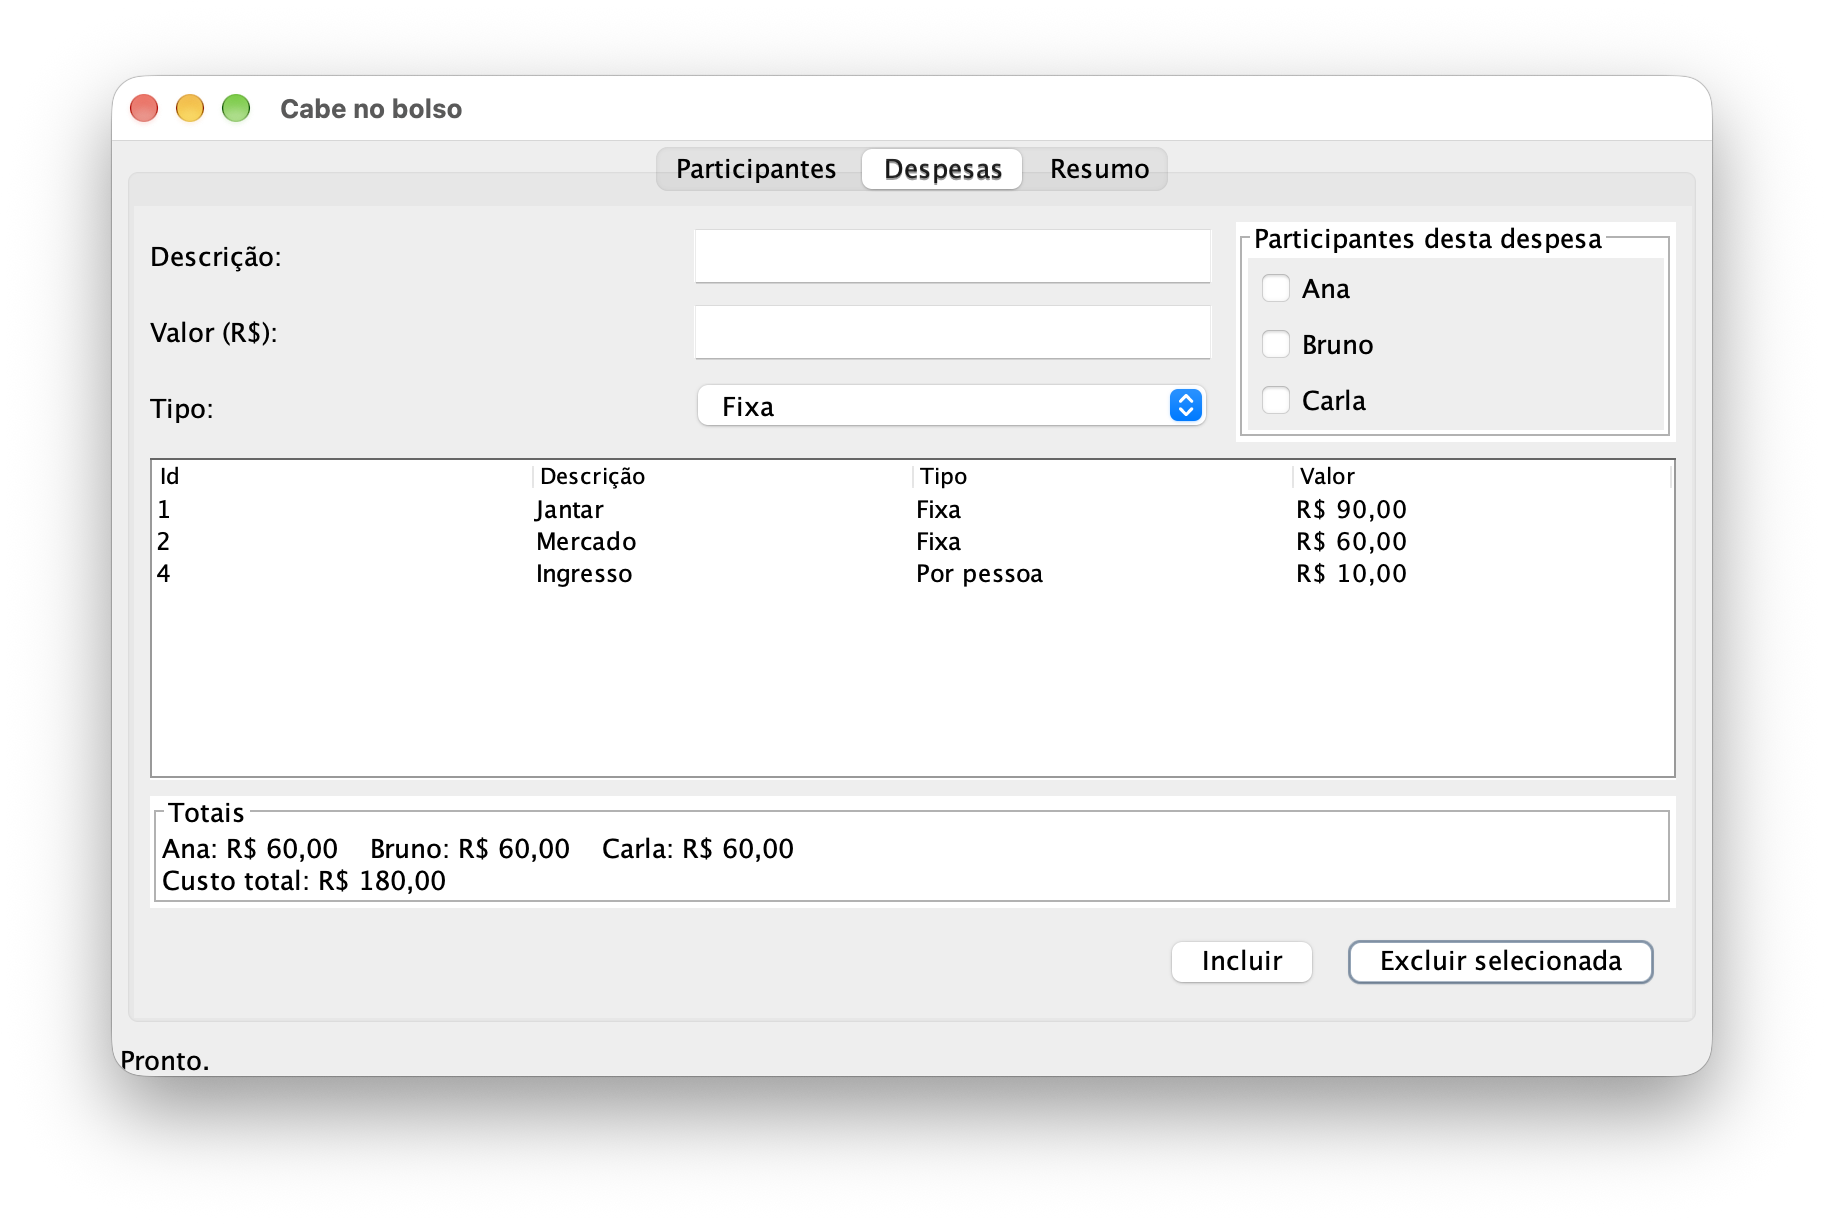 Cabe no bolso
Participantes Despesas Resumo
Descrição:
Valor (R$):
Tipo: Fixa
Participantes desta despesa
Ana
Bruno
Carla
Id Descrição Tipo Valor
1 Jantar Fixa R$ 90,00
2 Mercado Fixa R$ 60,00
4 Ingresso Por pessoa R$ 10,00
Totais
Ana: R$ 60,00 Bruno: R$ 60,00 Carla: R$ 60,00
Custo total: R$ 180,00
Incluir Excluir selecionada
Pronto.